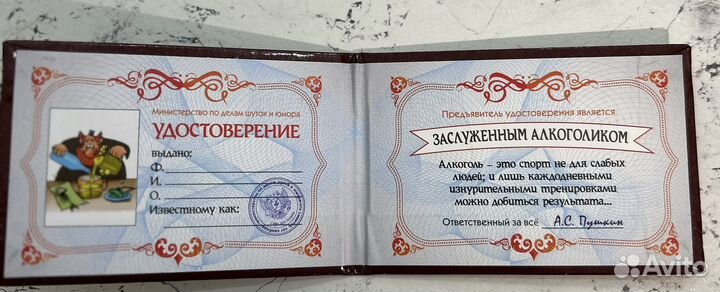 Министерство по делам шуток и юмора
УДОСТОВЕРЕНИЕ
выдано:
Ф.
И.
О.
Известному как:
Предъявитель удостоверения является
ЗАСЛУЖЕННЫМ АЛКОГОЛИКОМ
Алкоголь - это спорт не для слабых
людей; и лишь каждодневными
изнурительными тренировками
можно добиться результата...
Ответственный за всё А.С. Пушкин
Avito